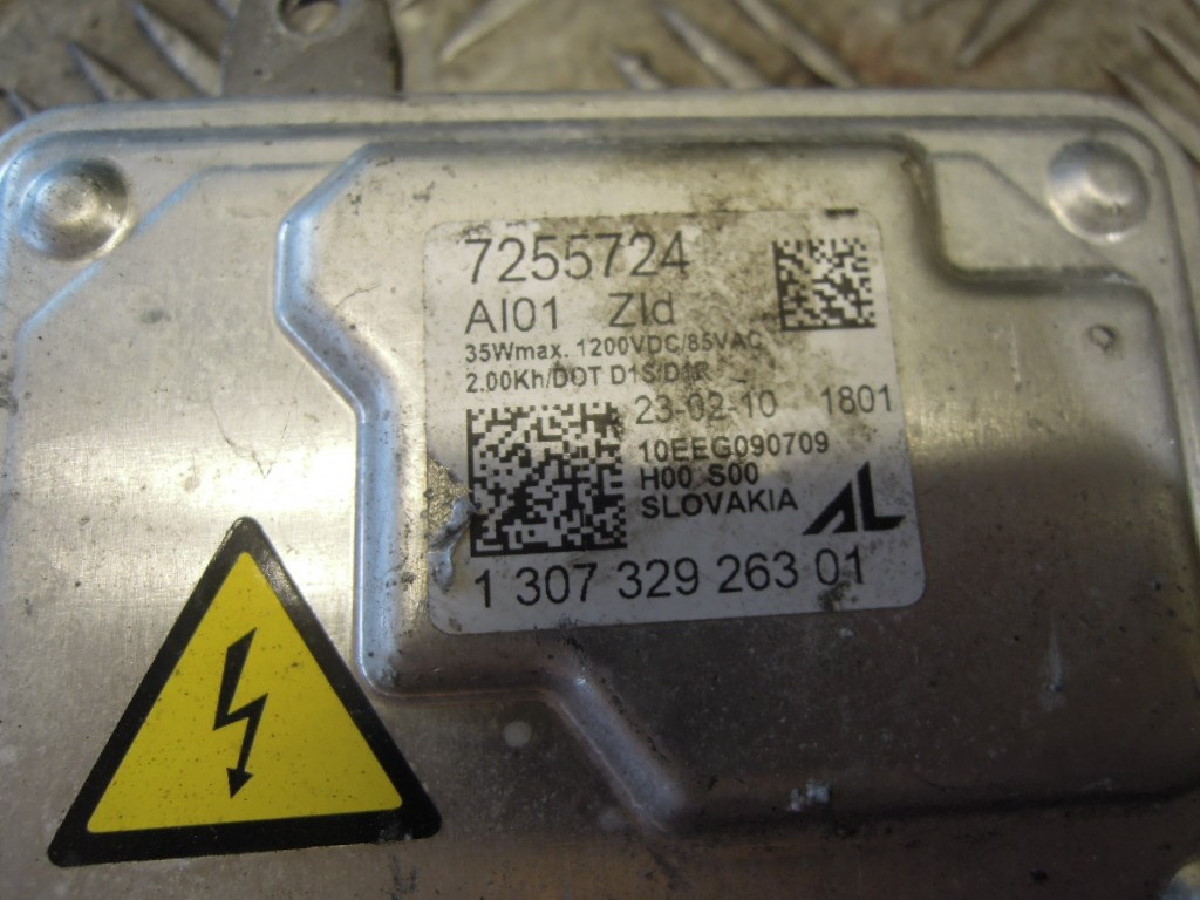 7255724
AI01 Zld
35Wmax. 1200VDC/85VAC
2.00Kh/DOT D1S/D1R
23-02-10 1801
10EEG090709
H00 S00
SLOVAKIA AL
1 307 329 263 01